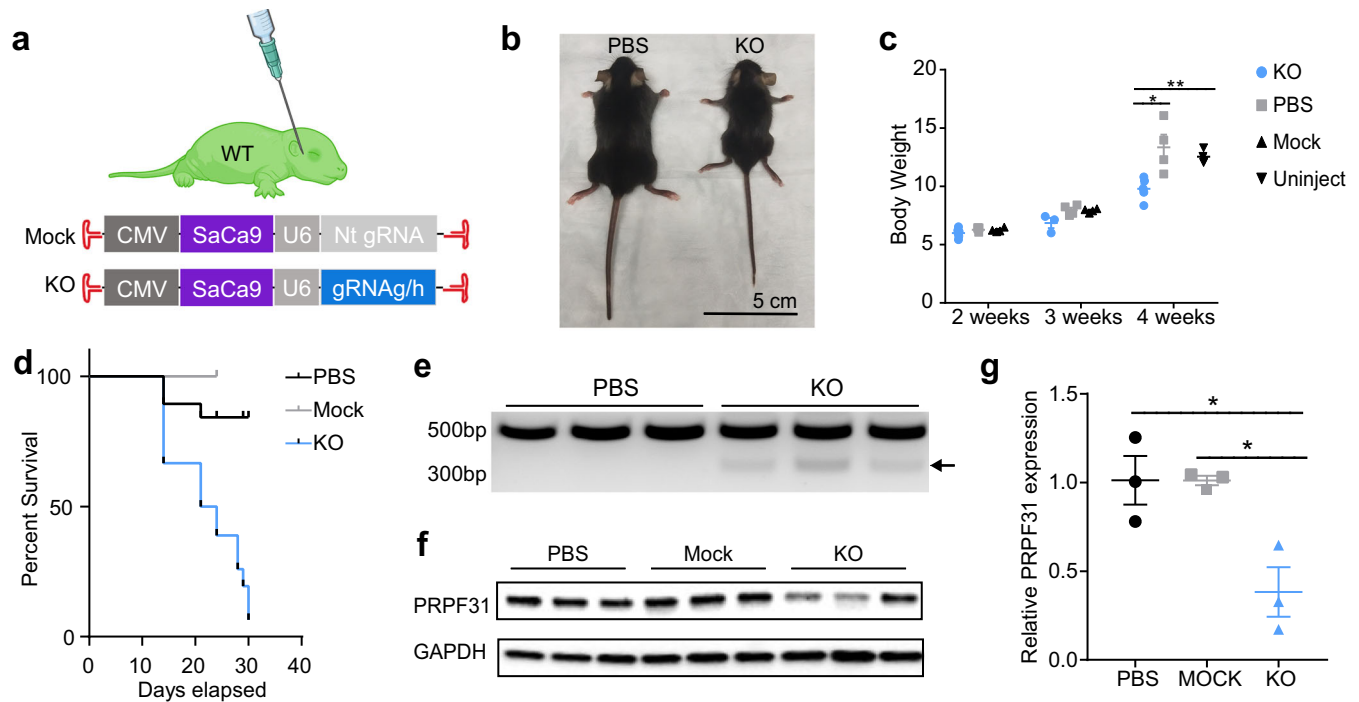 a
WT
Mock CMV SaCa9 U6 Nt gRNA
KO CMV SaCa9 U6 gRNAg/h
b
PBS KO
5 cm
c
20
15
10
5
0
Body Weight
* **
2 weeks 3 weeks 4 weeks
KO
PBS
Mock
Uninject
d
100
50
0
Percent Survival
0 10 20 30 40
Days elapsed
PBS
Mock
KO
e
PBS KO
500bp
300bp
f
PBS Mock KO
PRPF31
GAPDH
g
1.5
1.0
0.5
0.0
Relative PRPF31 expression
*
*
PBS MOCK KO